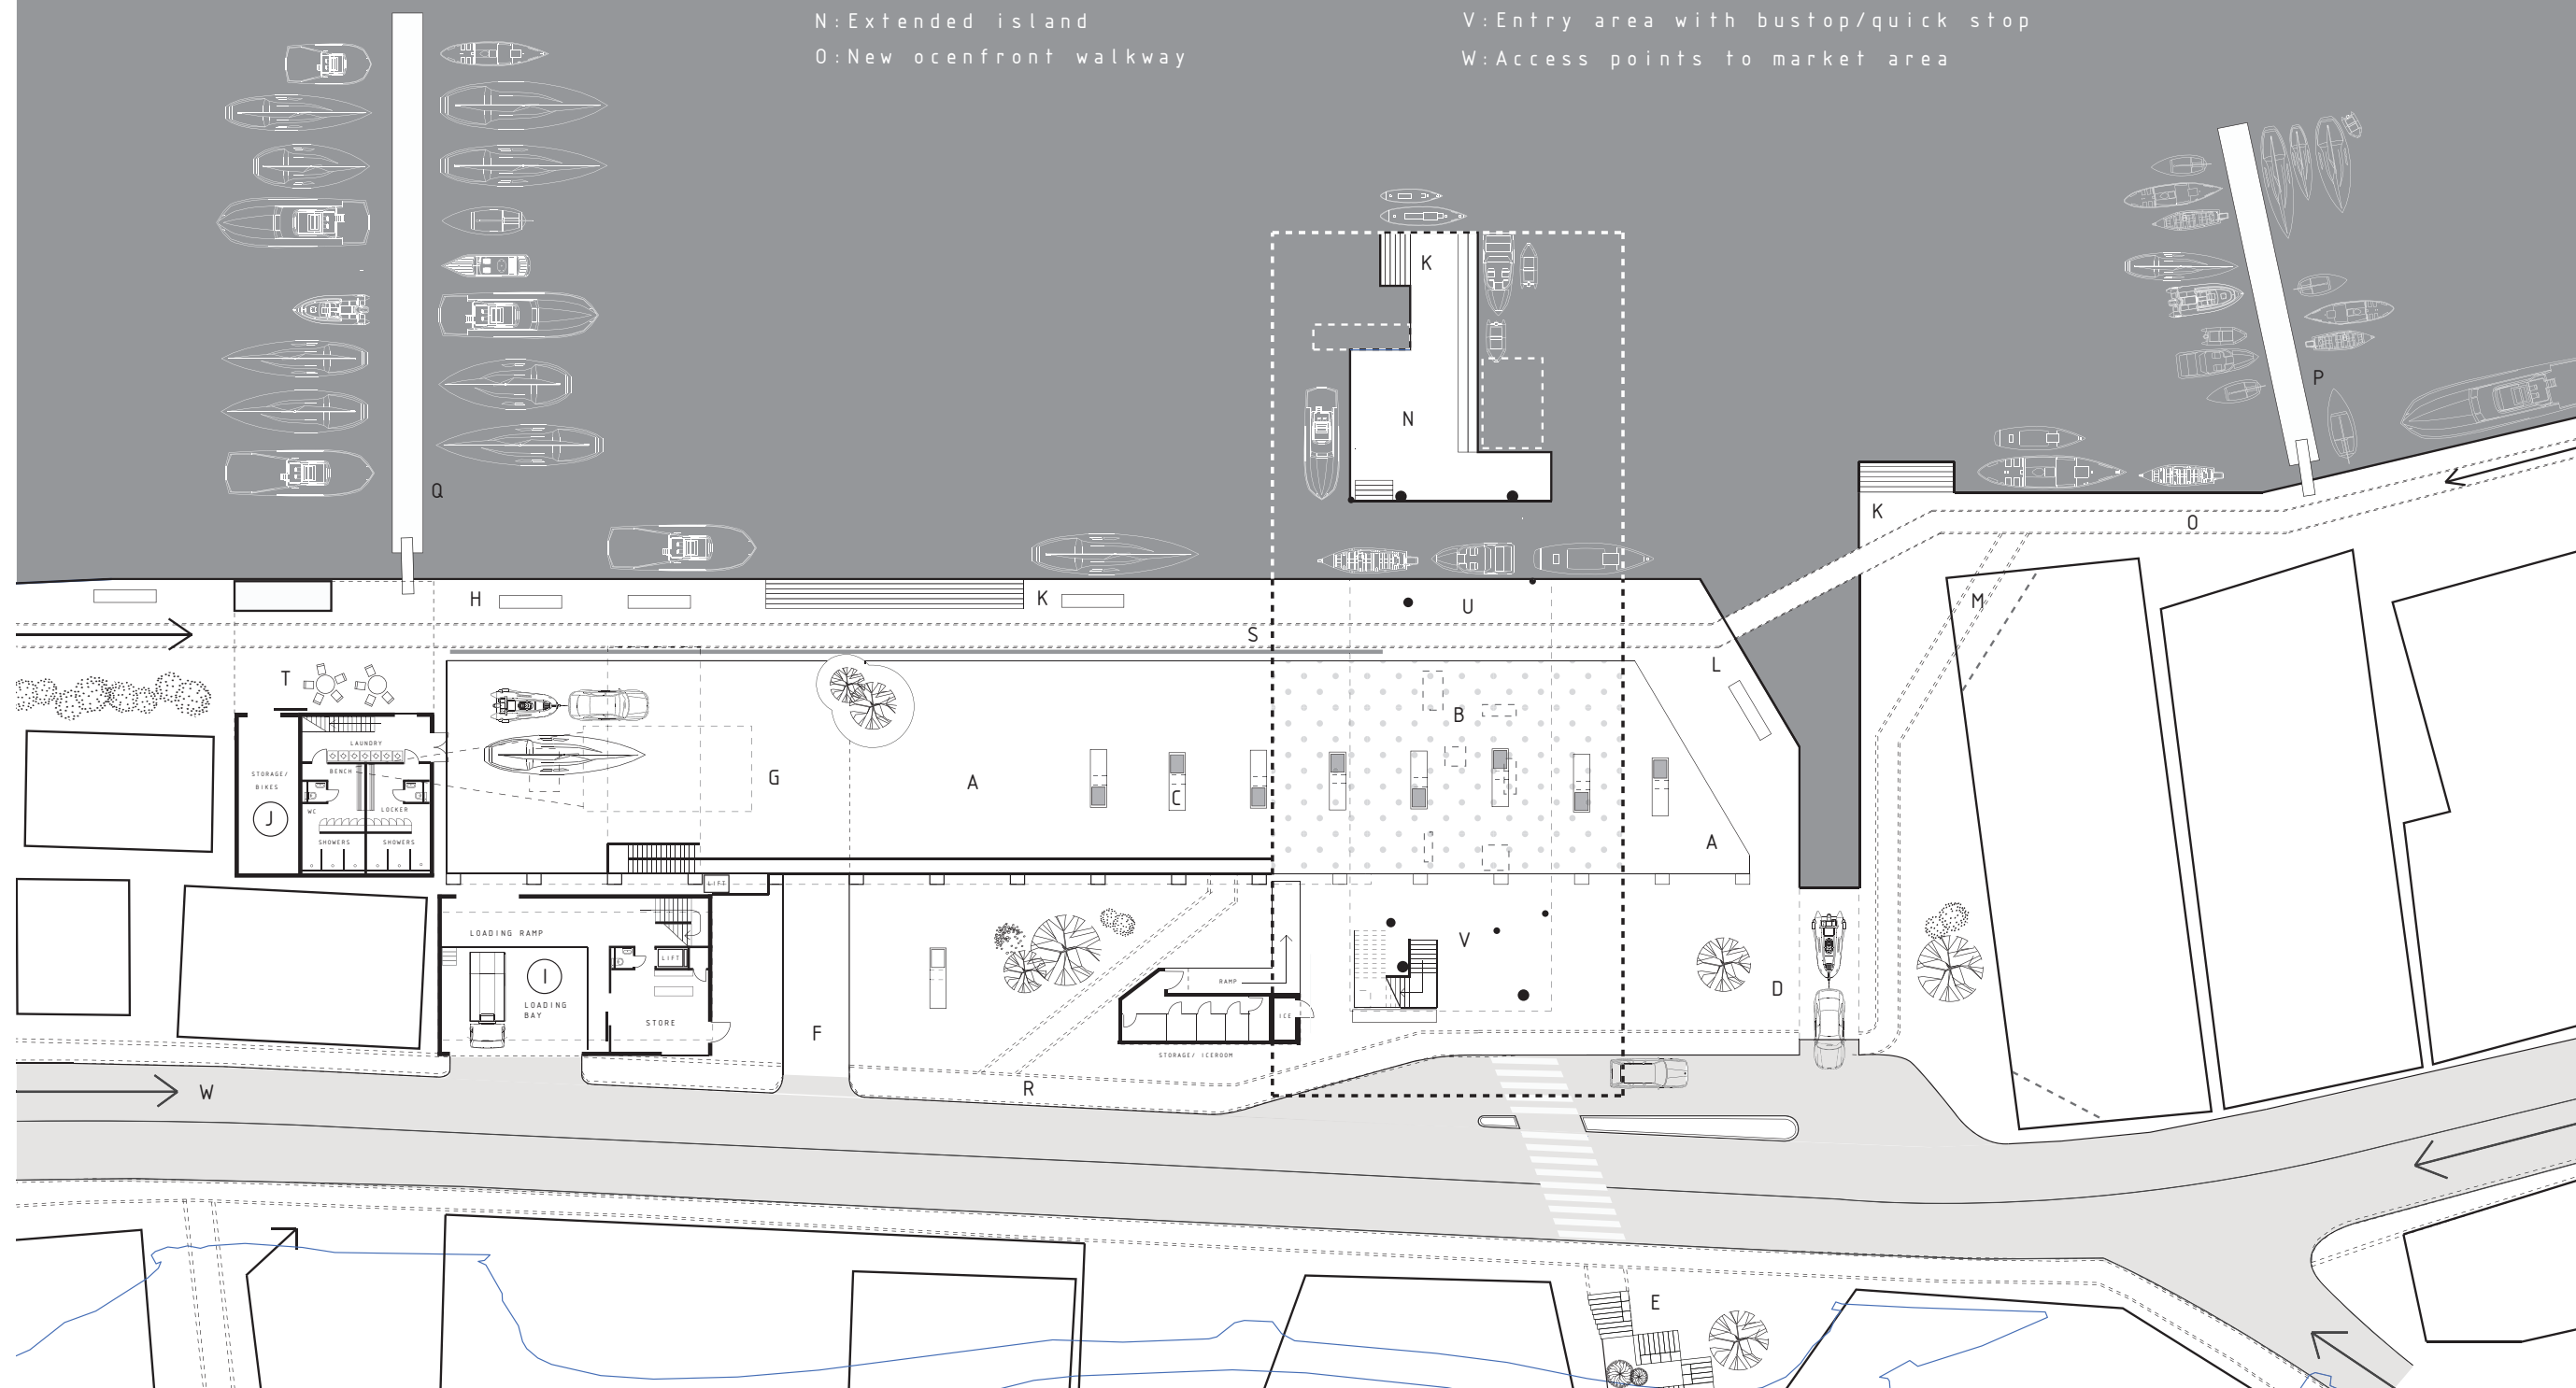 N:Extended island
O:New ocenfront walkway
V:Entry area with bustop/quick stop
W:Access points to market area
K
P
N
Q
K
O
H
K
U
M
S
L
T
B
LAUNDRY
STORAGE/
BIKES
BENCH
G
A
C
WC
LOCKER
J
SHOWERS
SHOWERS
A
LIFT
LOADING RAMP
V
LIFT
I
RAMP
D
LOADING
BAY
STORE
ICE
F
STORAGE/ ICEROOM
R
W
E